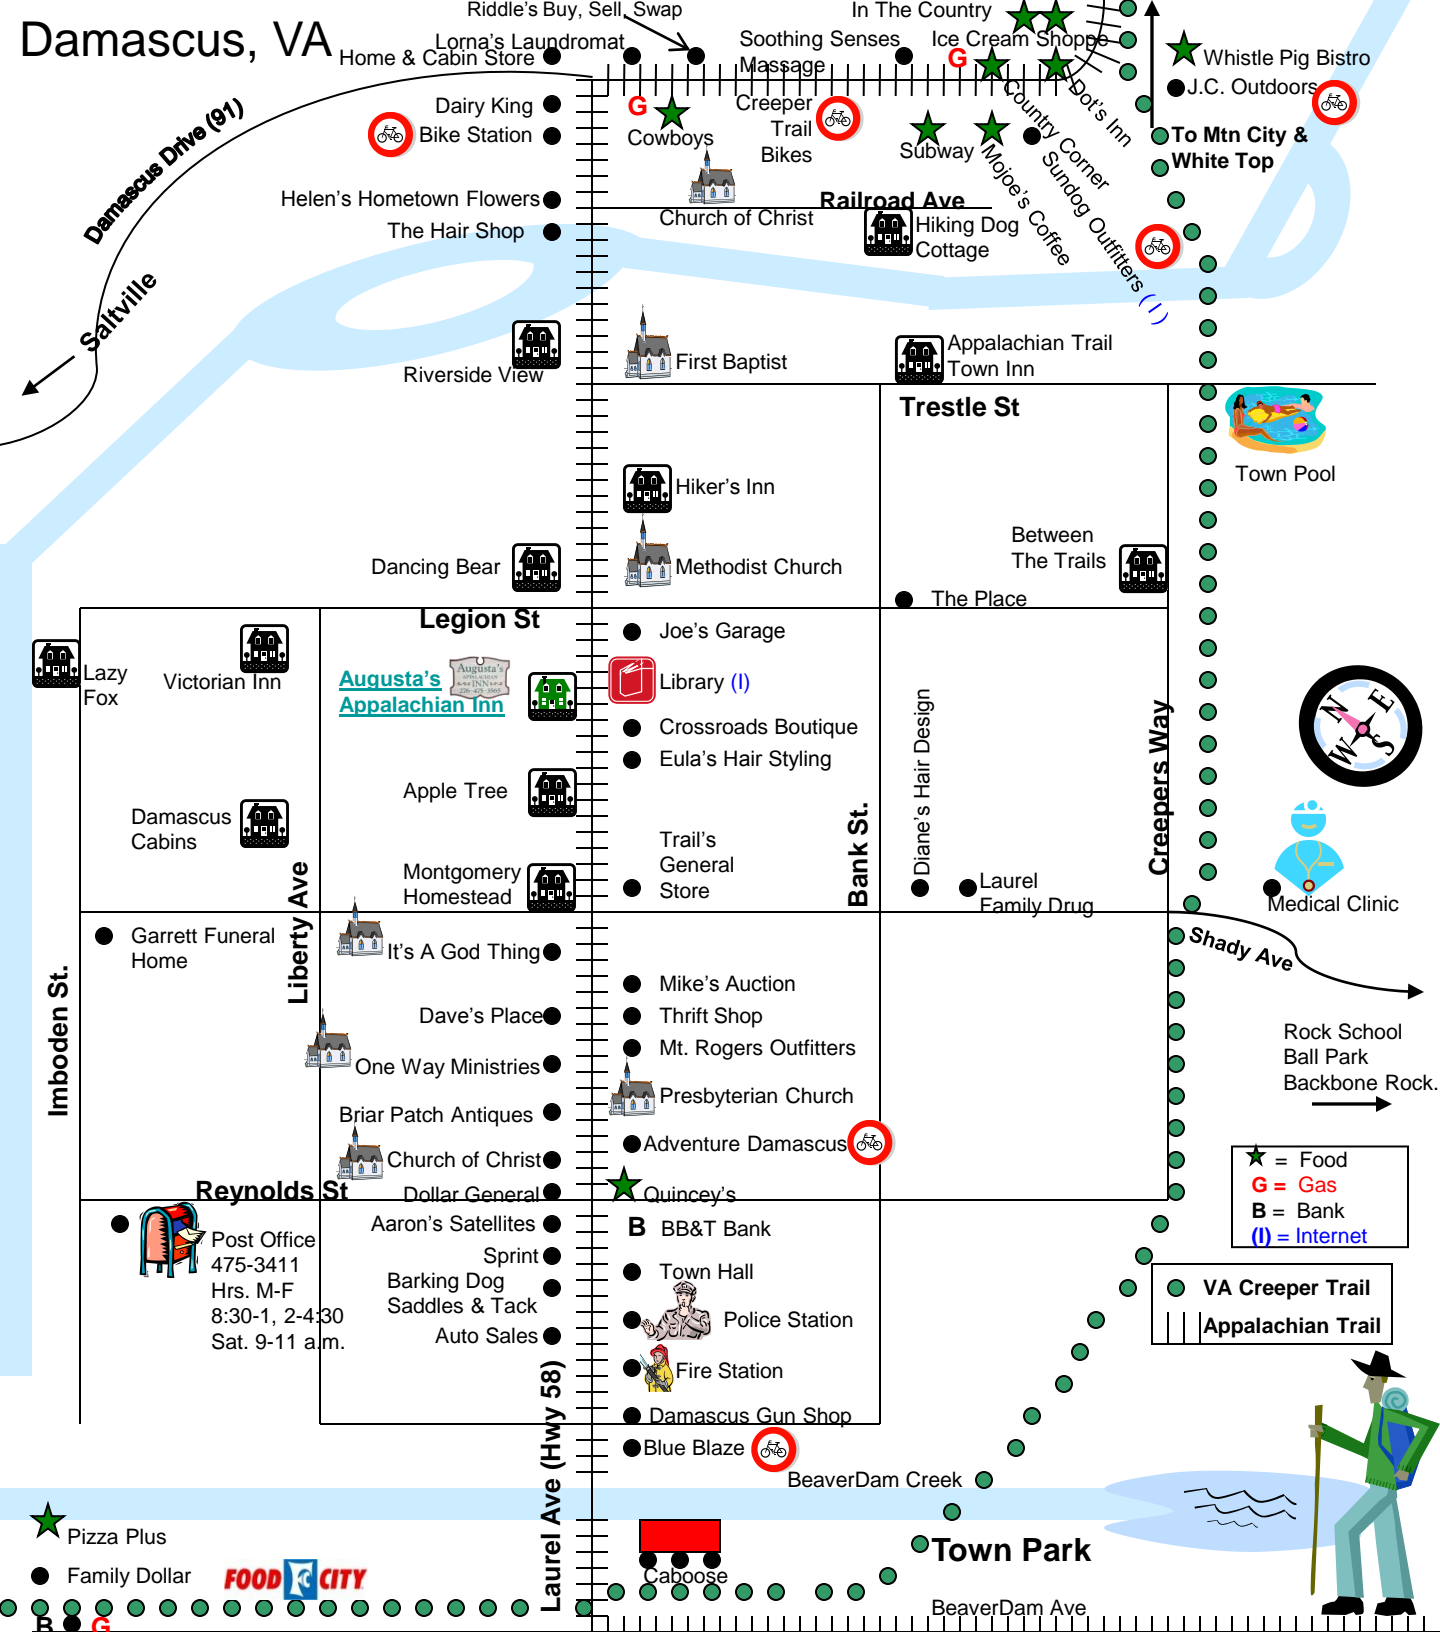 Damascus, VA
Riddle's Buy, Sell, Swap
Lorna's Laundromat
Home & Cabin Store
Soothing Senses
Massage
In The Country
Ice Cream Shoppe
G
Whistle Pig Bistro
J.C. Outdoors
Dairy King
Bike Station
G
Cowboys
Creeper
Trail
Bikes
Subway
Country Corner
Dot's Inn
Mojoe's Coffee
Sundog Outfitters ( I )
To Mtn City &
White Top
Damascus Drive (91)
Saltville
Helen's Hometown Flowers
The Hair Shop
Church of Christ
Railroad Ave
Hiking Dog
Cottage
Riverside View
First Baptist
Appalachian Trail
Town Inn
Trestle St
Town Pool
Hiker's Inn
Dancing Bear
Methodist Church
Between
The Trails
The Place
Legion St
Lazy
Fox
Victorian Inn
Augusta's
Appalachian Inn
Augusta's
APPALACHIAN
INN
Joe's Garage
Library (I)
Crossroads Boutique
Eula's Hair Styling
Apple Tree
Damascus
Cabins
Montgomery
Homestead
Trail's
General
Store
Bank St.
Diane's Hair Design
Laurel
Family Drug
Creepers Way
N
E
S
W
Medical Clinic
Shady Ave
Liberty Ave
Imboden St.
Garrett Funeral
Home
It's A God Thing
Mike's Auction
Dave's Place
Thrift Shop
Mt. Rogers Outfitters
One Way Ministries
Presbyterian Church
Briar Patch Antiques
Adventure Damascus
Church of Christ
Dollar General
Quincey's
Rock School
Ball Park
Backbone Rock.
= Food
G = Gas
B = Bank
(I) = Internet
VA Creeper Trail
Appalachian Trail
Reynolds St
Post Office
475-3411
Hrs. M-F
8:30-1, 2-4:30
Sat. 9-11 a.m.
Aaron's Satellites
B BB&T Bank
Sprint
Town Hall
Barking Dog
Saddles & Tack
Police Station
Auto Sales
Fire Station
Laurel Ave (Hwy 58)
Damascus Gun Shop
Blue Blaze
BeaverDam Creek
Pizza Plus
Family Dollar
FOOD FC CITY
B
G
Caboose
Town Park
BeaverDam Ave